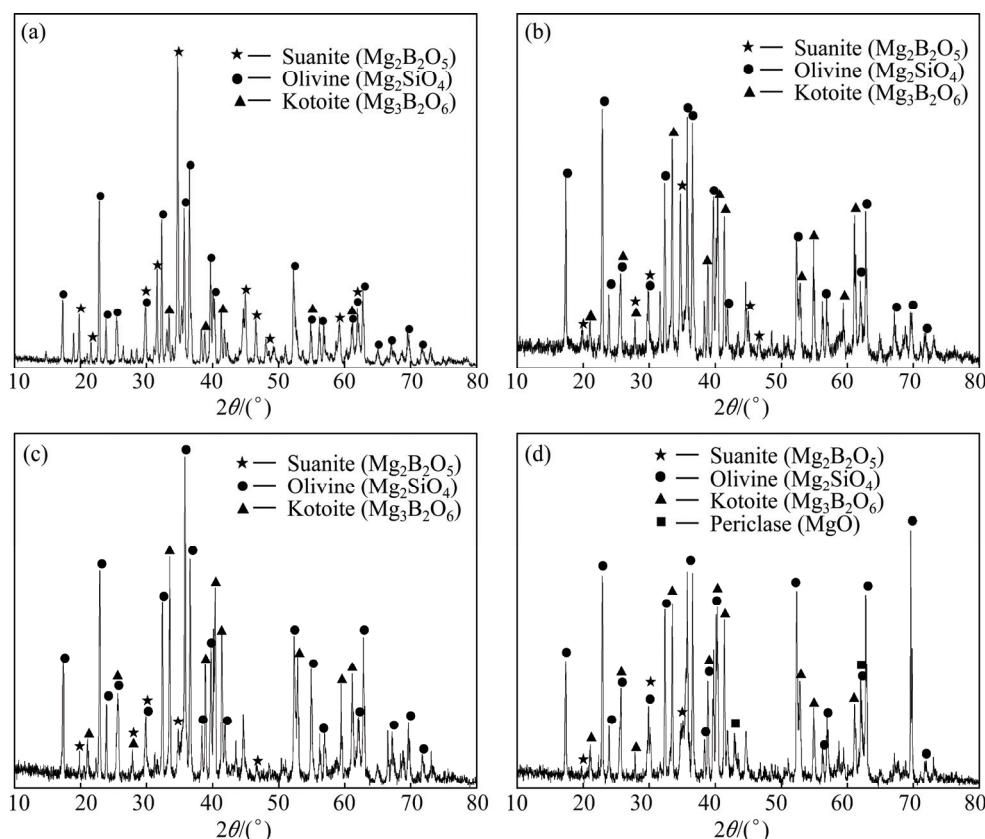 (a)
★ — Suanite (Mg₂B₂O₅)
● — Olivine (Mg₂SiO₄)
▲ — Kotoite (Mg₃B₂O₆)
10 20 30 40 50 60 70 80
2θ/(°)
(b)
★ — Suanite (Mg₂B₂O₅)
● — Olivine (Mg₂SiO₄)
▲ — Kotoite (Mg₃B₂O₆)
10 20 30 40 50 60 70 80
2θ/(°)
(c)
★ — Suanite (Mg₂B₂O₅)
● — Olivine (Mg₂SiO₄)
▲ — Kotoite (Mg₃B₂O₆)
10 20 30 40 50 60 70 80
2θ/(°)
(d)
★ — Suanite (Mg₂B₂O₅)
● — Olivine (Mg₂SiO₄)
▲ — Kotoite (Mg₃B₂O₆)
■ — Periclase (MgO)
10 20 30 40 50 60 70 80
2θ/(°)